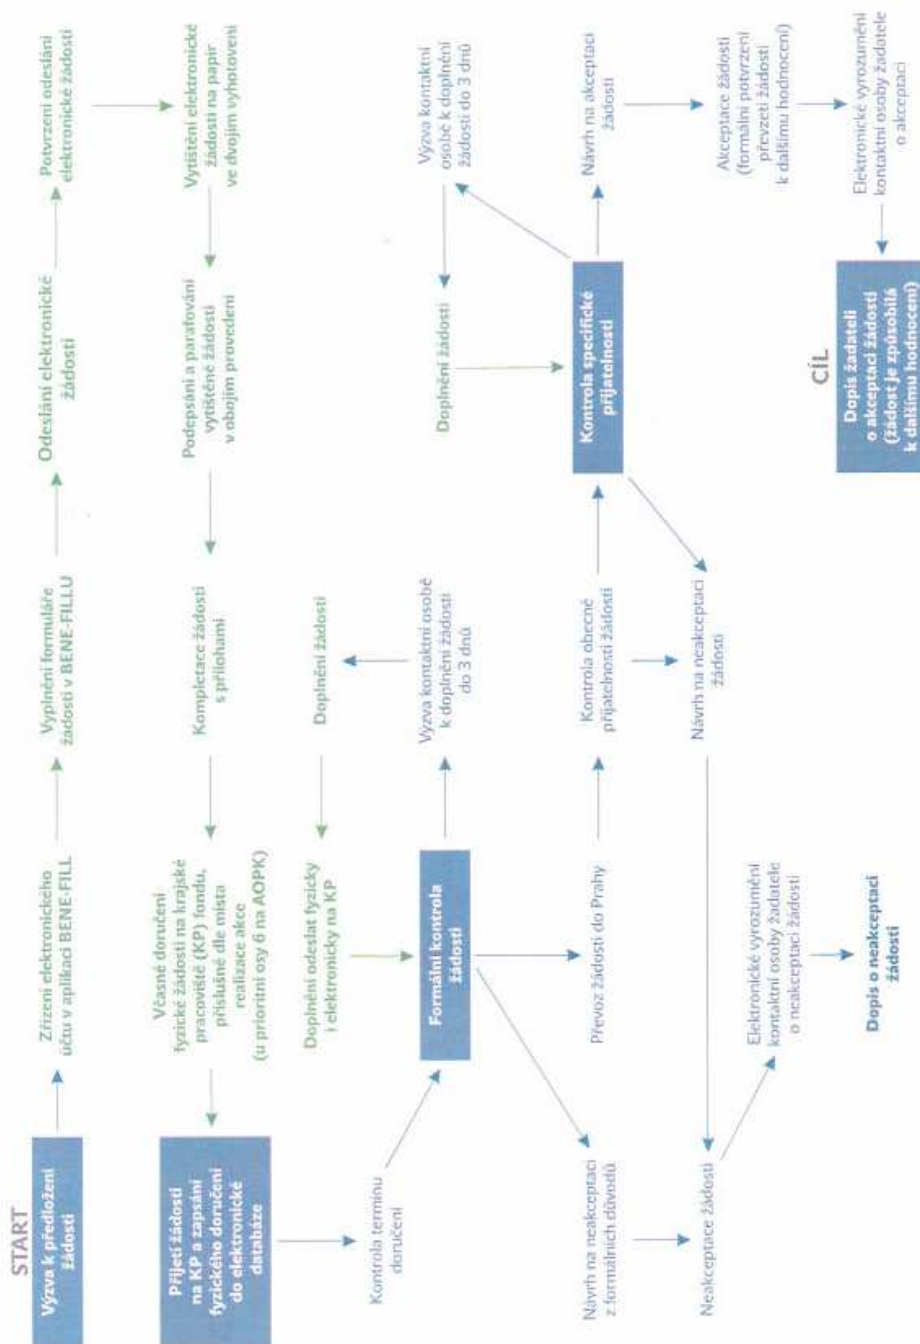 START
Výzva k předložení
žádostí
Zřízení elektronického
účtu v aplikaci BENE-FILL
Vyplnění formuláře
žádosti v BENE-FILLU
Odeslání elektronické
žádosti
Potvrzení odeslání
elektronické žádosti
Vytištění elektronické
žádosti na papír
ve dvojím vyhotovení
Podepsání a parafování
vytištěné žádosti
v obojím provedení
Kompletace žádosti
s přílohami
Včasné doručení
fyzické žádosti na krajské
pracoviště (KP) fondu,
příslušné dle místa
realizace akce
(u prioritní osy 6 na AOPK)
Přijetí žádosti
na KP a zapsání
fyzického doručení
do elektronické
databáze
Kontrola termínu
doručení
Formální kontrola
žádosti
Výzva kontaktní osobě
k doplnění žádosti
do 3 dnů
Doplnění žádosti
Doplnění odeslat fyzicky
i elektronicky na KP
Návrh na neakceptaci
z formálních důvodů
Převoz žádosti do Prahy
Kontrola obecné
přijatelnosti žádosti
Kontrola specifické
přijatelnosti
Výzva kontaktní
osobě k doplnění
žádosti do 3 dnů
Doplnění žádosti
Návrh na akceptaci
žádosti
Akceptace žádosti
(formální potvrzení
převzetí žádosti
k dalšímu hodnocení)
Elektronické vyrozumění
kontaktní osoby žadatele
o akceptaci
CÍL
Dopis žadateli
o akceptaci žádosti
(žádost je způsobilá
k dalšímu hodnocení)
Návrh na neakceptaci
žádosti
Neakceptace žádosti
Elektronické vyrozumění
kontaktní osoby žadatele
o neakceptaci žádosti
Dopis o neakceptaci
žádosti